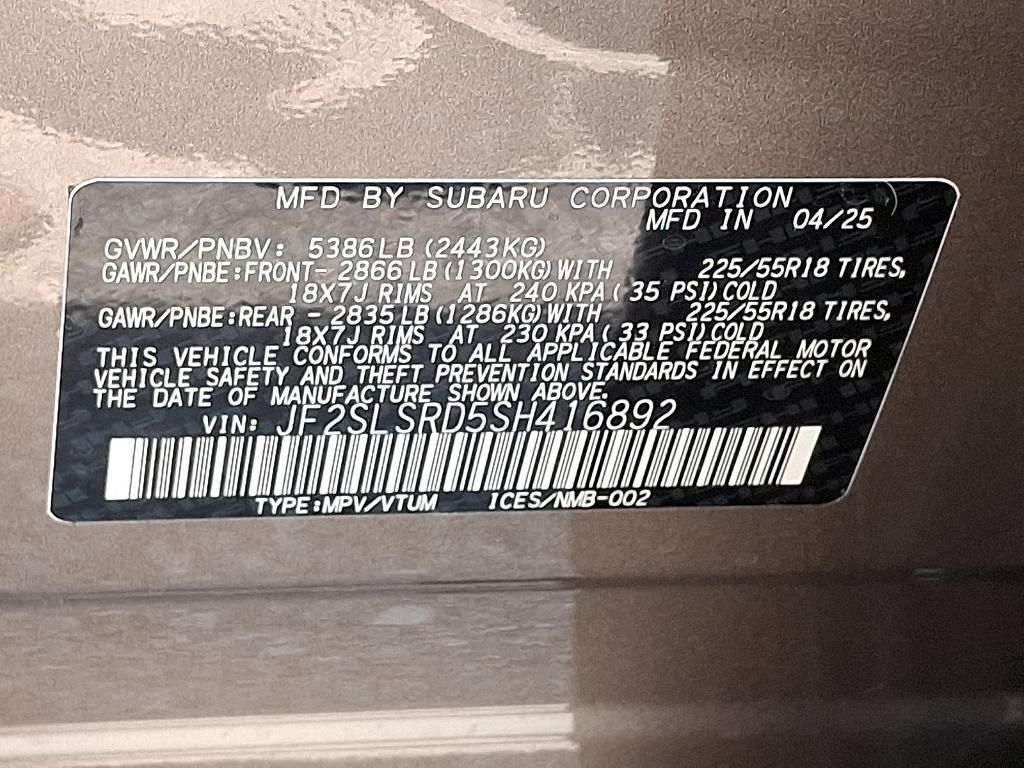 MFD BY SUBARU CORPORATION
MFD IN 04/25
GVWR/PNBV: 5386LB (2443KG)
GAWR/PNBE:FRONT- 2866 LB (1300KG) WITH 225/55R18 TIRES,
18X7J RIMS AT 240 KPA ( 35 PSI) COLD
GAWR/PNBE:REAR - 2835 LB (1286KG) WITH 225/55R18 TIRES,
18X7J RIMS AT 230 KPA ( 33 PSI) COLD
THIS VEHICLE CONFORMS TO ALL APPLICABLE FEDERAL MOTOR
VEHICLE SAFETY AND THEFT PREVENTION STANDARDS IN EFFECT ON
THE DATE OF MANUFACTURE SHOWN ABOVE.
VIN: JF2SLSRD5SH416892
TYPE:MPV/VTUM ICES/NMB-002